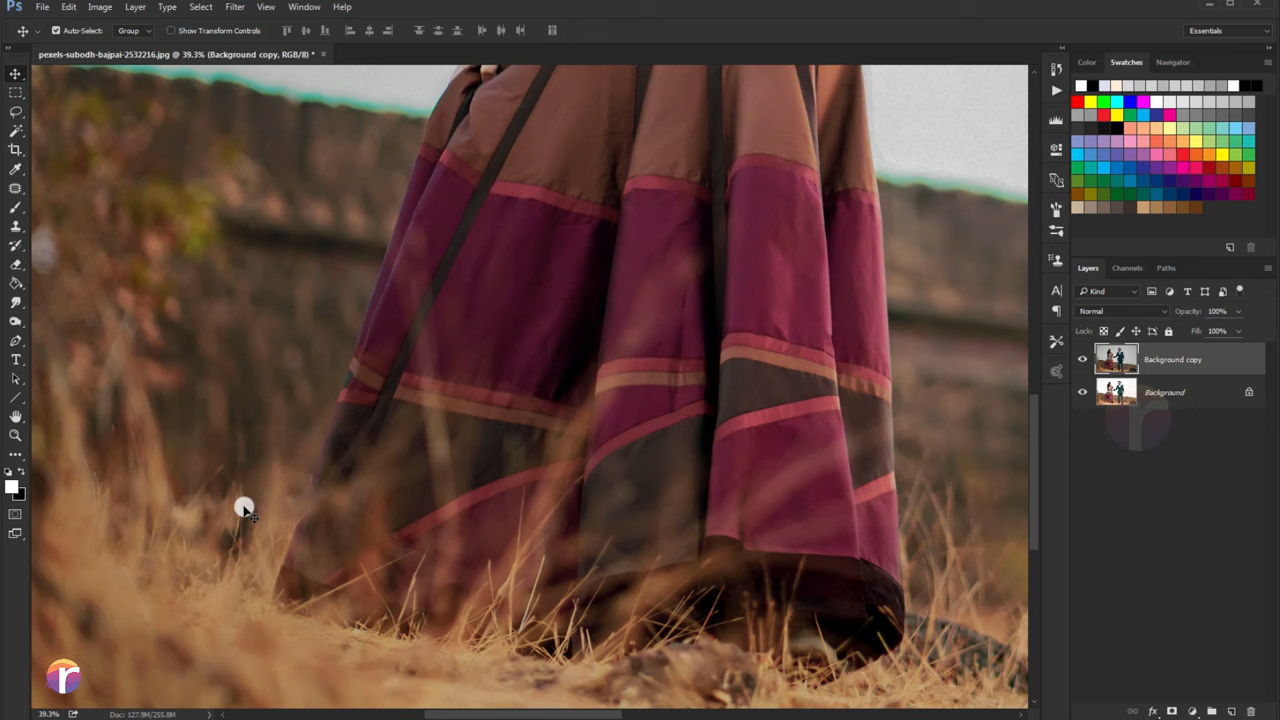 Ps File Edit Image Layer Type Select Filter View Window Help
Auto-Select: Group Show Transform Controls Essentials
pexels-subodh-bajpai-2532216.jpg @ 39.3% (Background copy, RGB/8) *
Color Swatches Navigator
Layers Channels Paths
Kind
Normal Opacity: 100%
Lock: Fill: 100%
Background copy
Background
39.3% Doc: 127.9M/255.8M